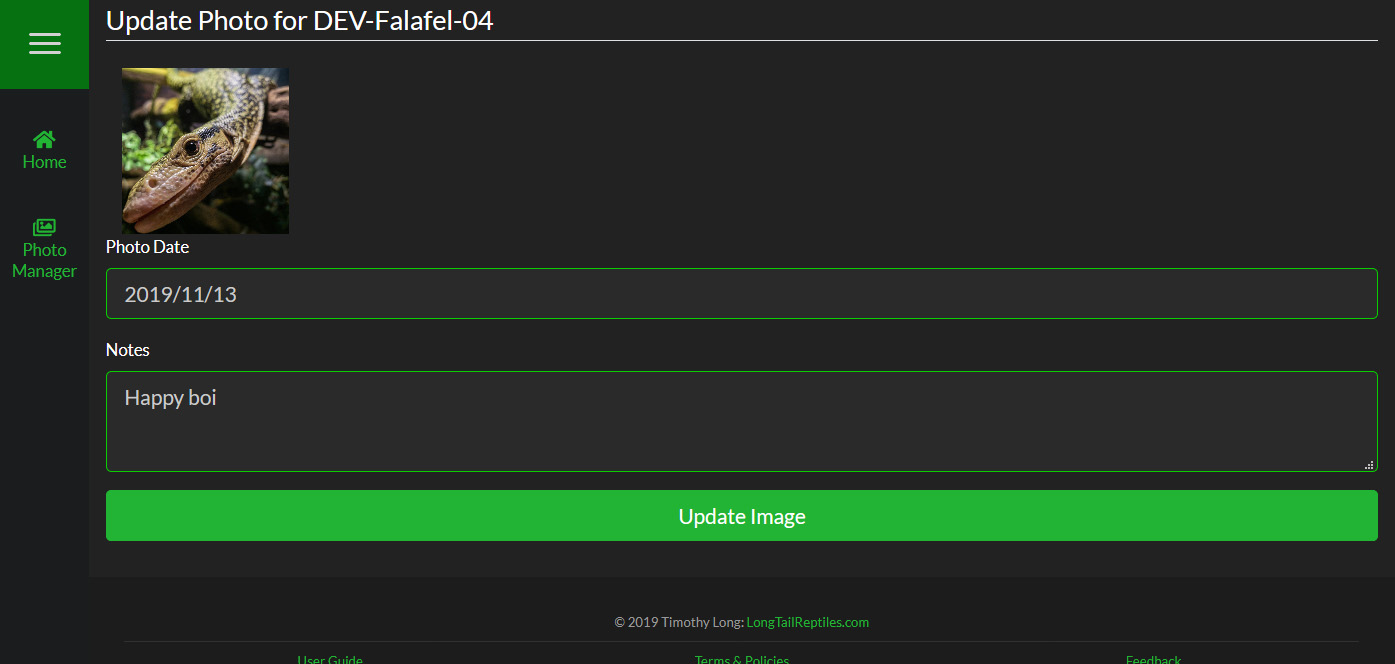 Update Photo for DEV-Falafel-04
Home
Photo
Manager
Photo Date
2019/11/13
Notes
Happy boi
Update Image
© 2019 Timothy Long: LongTailReptiles.com
User Guide
Terms & Policies
Feedback